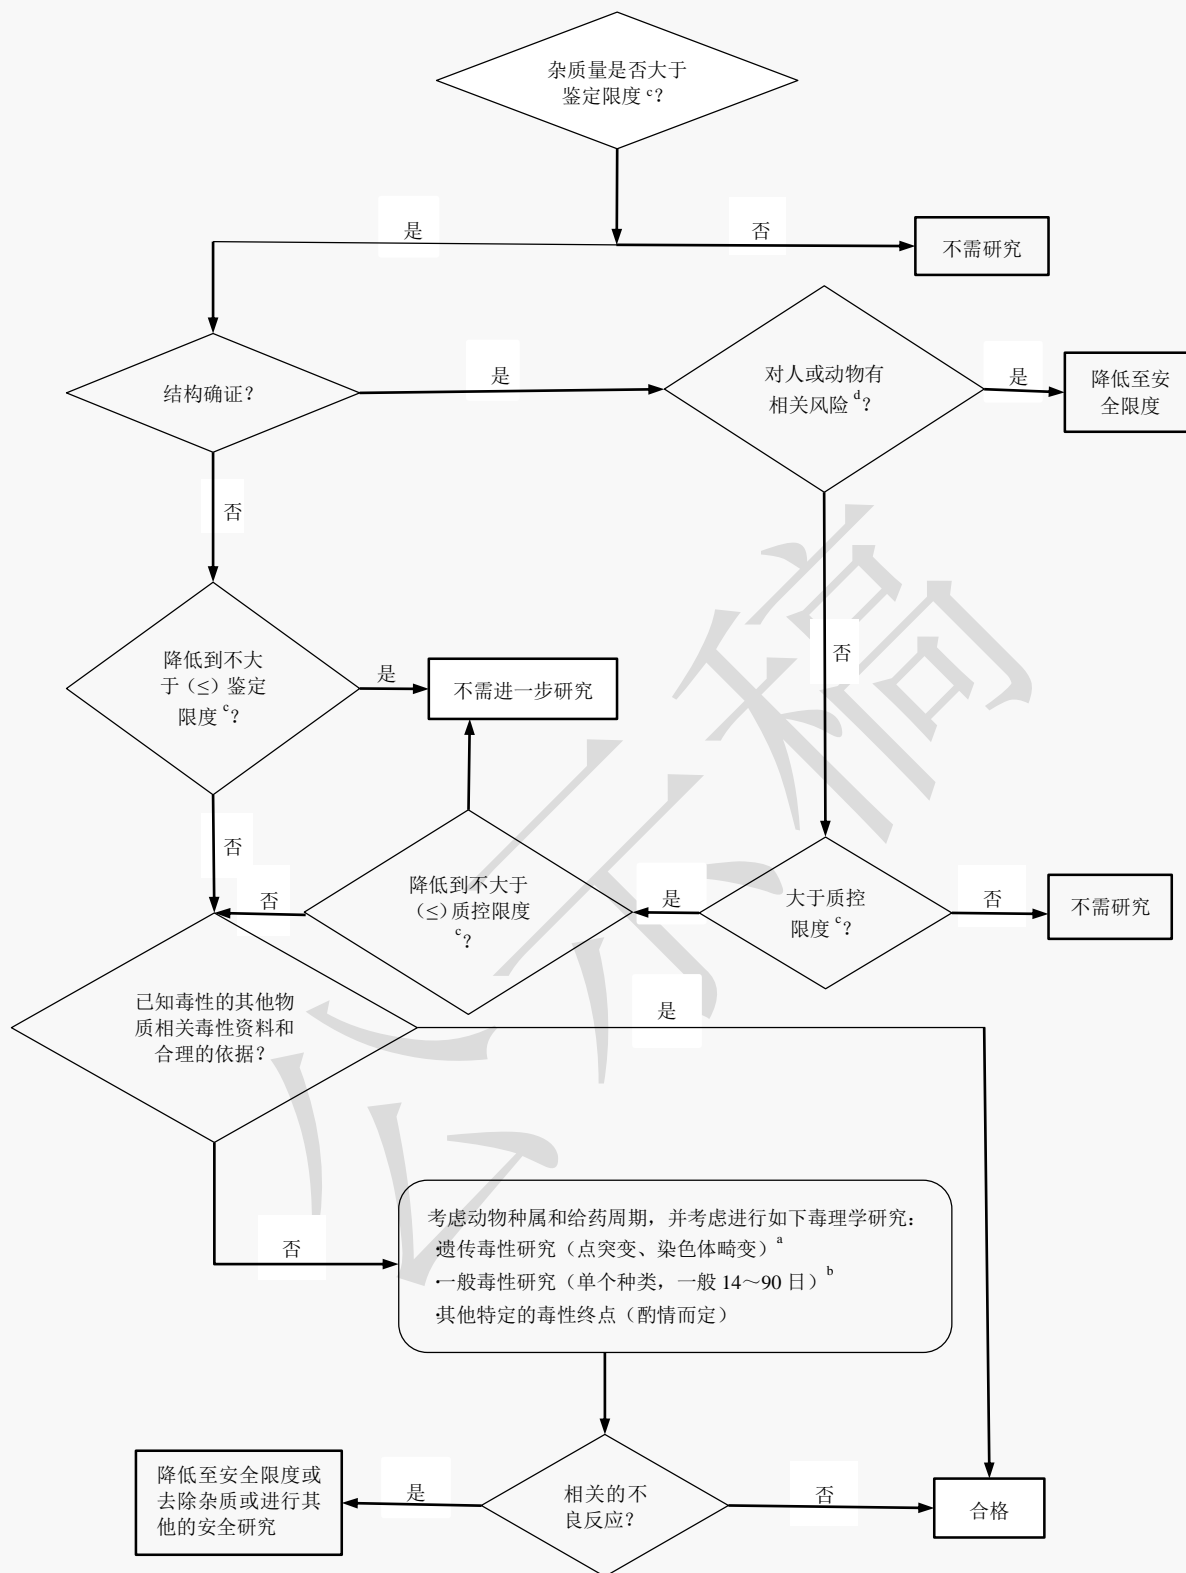 杂质量是否大于
鉴定限度 c？
是
否
不需研究
结构确证？
是
对人或动物有
相关风险 d？
是
降低至安
全限度
否
否
降低到不大
于（≤）鉴定
限度 c？
是
不需进一步研究
否
否
降低到不大于
（≤）质控限度
c？
是
大于质控
限度 c？
否
不需研究
已知毒性的其他物
质相关毒性资料和
合理的依据？
是
否
考虑动物种属和给药周期，并考虑进行如下毒理学研究：
·遗传毒性研究（点突变、染色体畸变）a
·一般毒性研究（单个种类，一般 14～90 日）b
·其他特定的毒性终点（酌情而定）
降低至安全限度或
去除杂质或进行其
他的安全研究
是
相关的不
良反应？
否
合格
公示稿